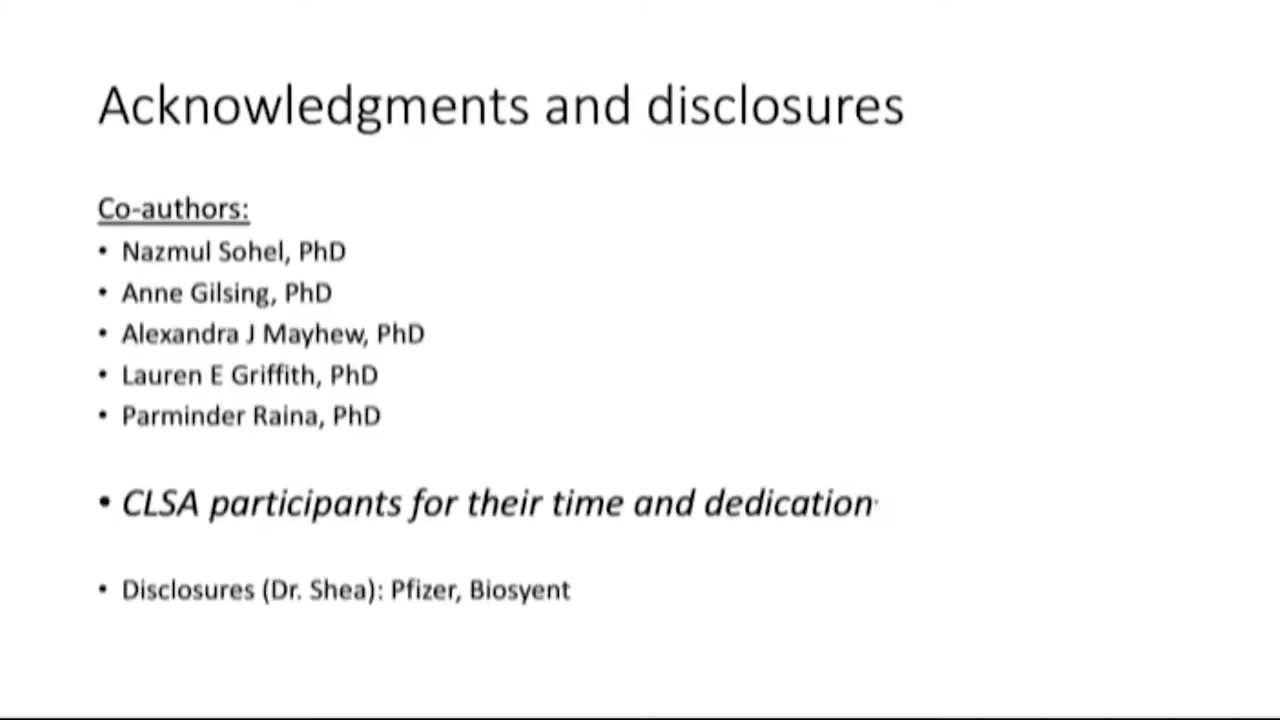 Acknowledgments and disclosures
Co-authors:
• Nazmul Sohel, PhD
• Anne Gilsing, PhD
• Alexandra J Mayhew, PhD
• Lauren E Griffith, PhD
• Parminder Raina, PhD
• CLSA participants for their time and dedication
• Disclosures (Dr. Shea): Pfizer, Biosyent